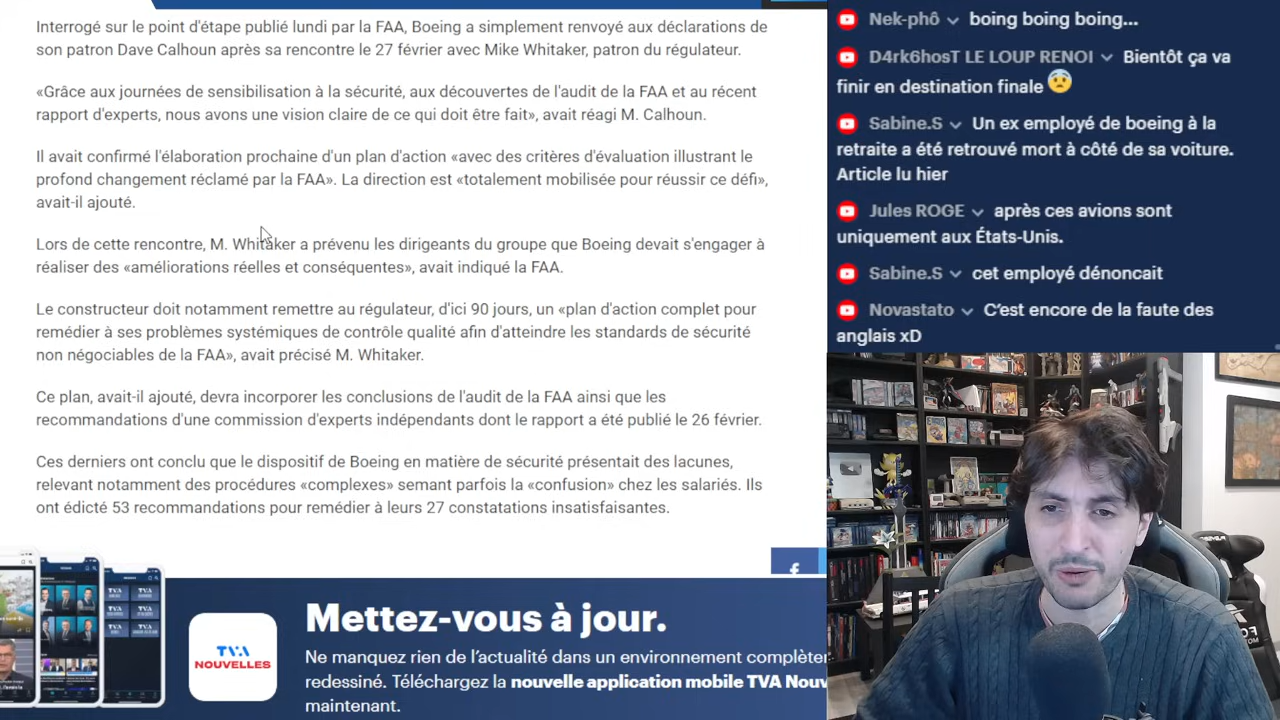 Interrogé sur le point d'étape publié lundi par la FAA, Boeing a simplement renvoyé aux déclarations de
son patron Dave Calhoun après sa rencontre le 27 février avec Mike Whitaker, patron du régulateur.
«Grâce aux journées de sensibilisation à la sécurité, aux découvertes de l'audit de la FAA et au récent
rapport d'experts, nous avons une vision claire de ce qui doit être fait», avait réagi M. Calhoun.
Il avait confirmé l'élaboration prochaine d'un plan d'action «avec des critères d'évaluation illustrant le
profond changement réclamé par la FAA». La direction est «totalement mobilisée pour réussir ce défi»,
avait-il ajouté.
Lors de cette rencontre, M. Whitaker a prévenu les dirigeants du groupe que Boeing devait s'engager à
réaliser des «améliorations réelles et conséquentes», avait indiqué la FAA.
Le constructeur doit notamment remettre au régulateur, d'ici 90 jours, un «plan d'action complet pour
remédier à ses problèmes systémiques de contrôle qualité afin d'atteindre les standards de sécurité
non négociables de la FAA», avait précisé M. Whitaker.
Ce plan, avait-il ajouté, devra incorporer les conclusions de l'audit de la FAA ainsi que les
recommandations d'une commission d'experts indépendants dont le rapport a été publié le 26 février.
Ces derniers ont conclu que le dispositif de Boeing en matière de sécurité présentait des lacunes,
relevant notamment des procédures «complexes» semant parfois la «confusion» chez les salariés. Ils
ont édicté 53 recommandations pour remédier à leurs 27 constatations insatisfaisantes.
TVA
NOUVELLES
Mettez-vous à jour.
Ne manquez rien de l'actualité dans un environnement complèter
redessiné. Téléchargez la nouvelle application mobile TVA Nouv
maintenant.
Nek-phô boing boing boing...
D4rk6hosT LE LOUP RENOI Bientôt ça va
finir en destination finale 😨
Sabine.S Un ex employé de boeing à la
retraite a été retrouvé mort à côté de sa voiture.
Article lu hier
Jules ROGE après ces avions sont
uniquement aux États-Unis.
Sabine.S cet employé dénoncait
Novastato C'est encore de la faute des
anglais xD